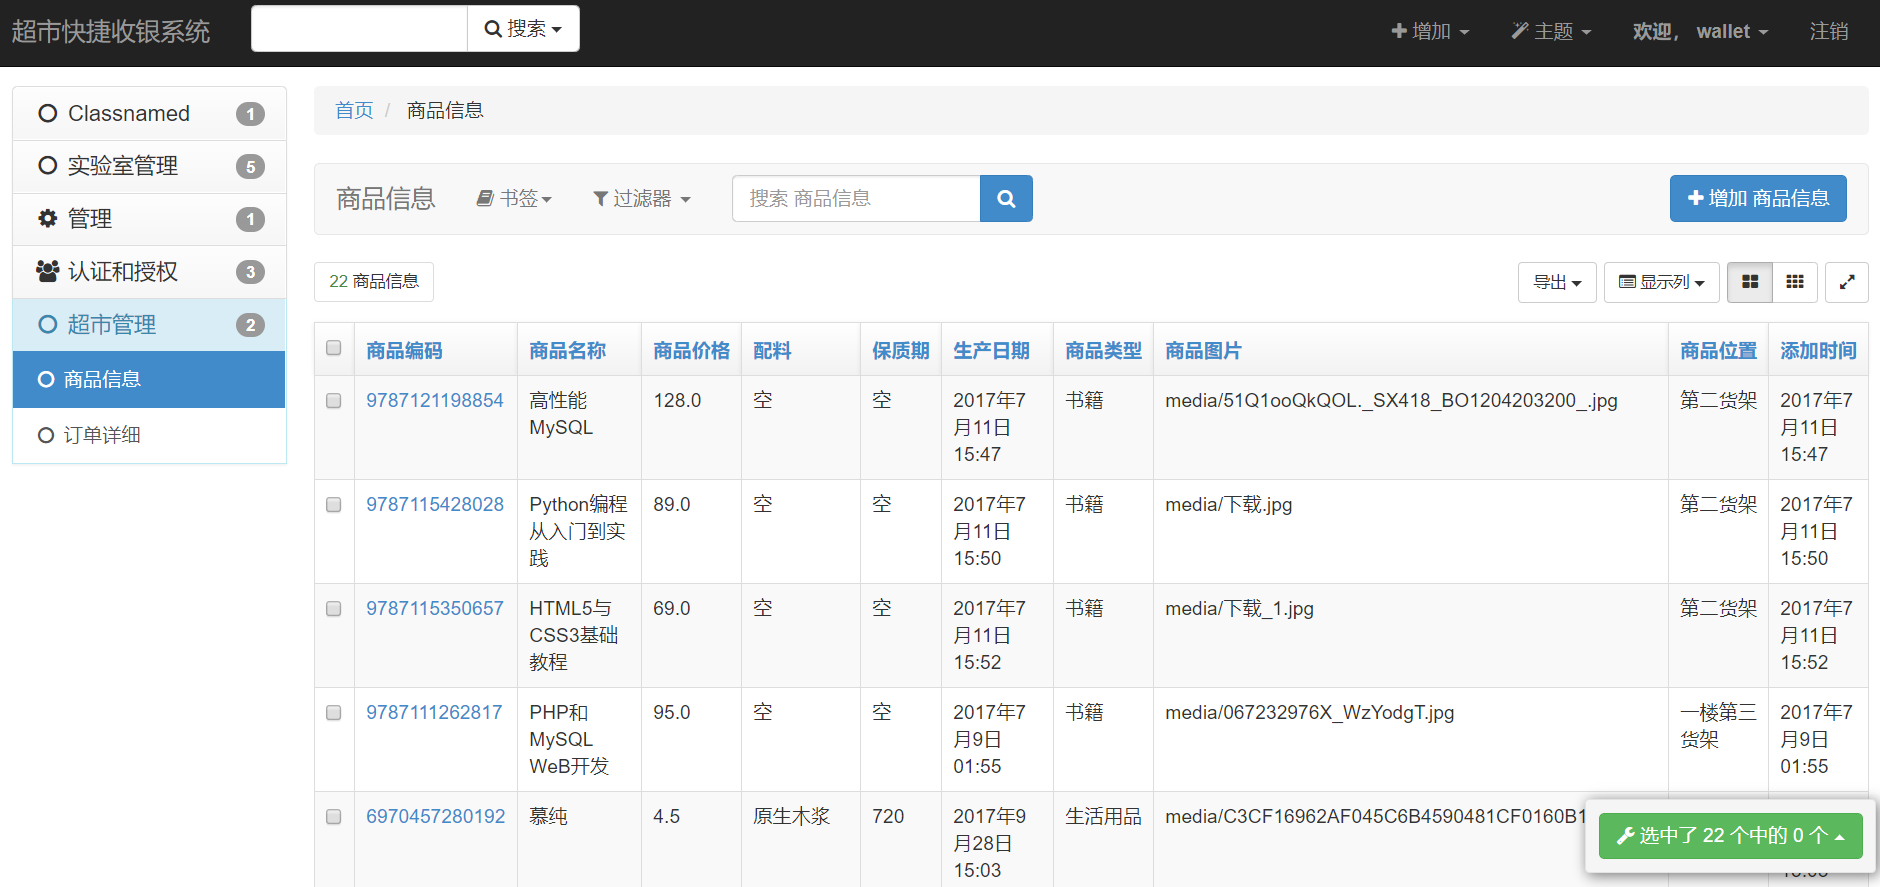 超市快捷收银系统 搜索 增加 主题 欢迎， wallet 注销
Classnamed 1
实验室管理 5
管理 1
认证和授权 3
超市管理 2
商品信息
订单详细
首页 / 商品信息
商品信息 书签 过滤器 搜索 商品信息 增加 商品信息
22 商品信息 导出 显示列
商品编码 商品名称 商品价格 配料 保质期 生产日期 商品类型 商品图片 商品位置 添加时间
9787121198854 高性能 128.0 空 空 2017年7 书籍 media/51Q1ooQkQOL._SX418_BO1204203200_.jpg 第二货架 2017年7
MySQL 月11日 月11日
15:47 15:47
9787115428028 Python编程 89.0 空 空 2017年7 书籍 media/下载.jpg 第二货架 2017年7
从入门到实 月11日 月11日
践 15:50 15:50
9787115350657 HTML5与 69.0 空 空 2017年7 书籍 media/下载_1.jpg 第二货架 2017年7
CSS3基础 月11日 月11日
教程 15:52 15:52
9787111262817 PHP和 95.0 空 空 2017年7 书籍 media/067232976X_WzYodgT.jpg 一楼第三 2017年7
MySQL 月9日 货架 月9日
WeB开发 01:55 01:55
6970457280192 慕纯 4.5 原生木浆 720 2017年9 生活用品 media/C3CF16962AF045C6B4590481CF0160B1
月28日
15:03
选中了 22 个中的 0 个